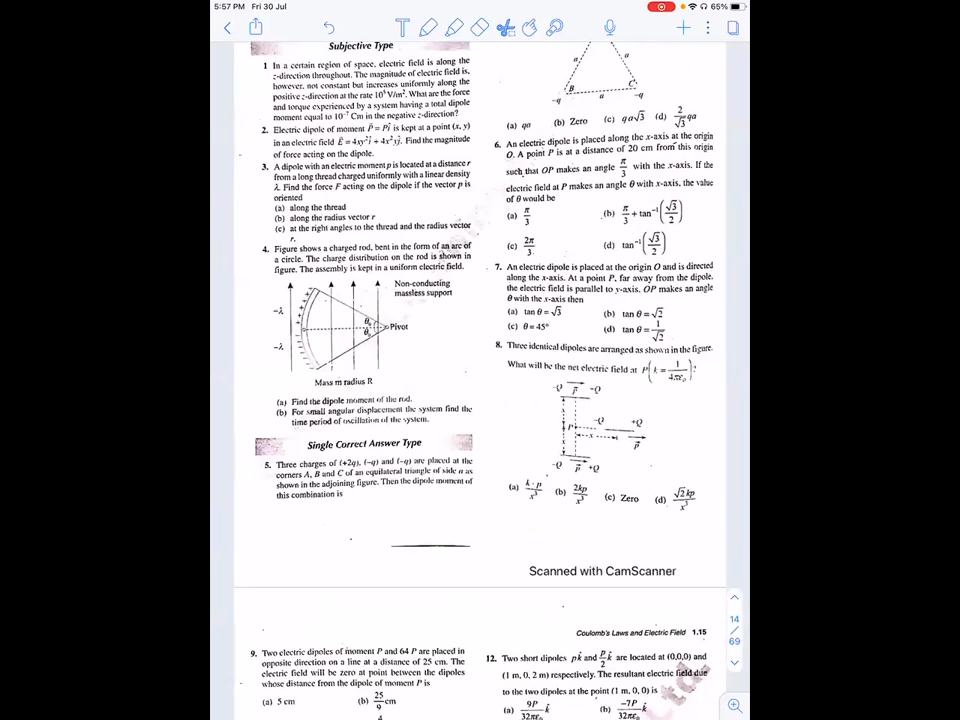 5:57 PM Fri 30 Jul
65%
Subjective Type
1 In a certain region of space, electric field is along the
z-direction throughout. The magnitude of electric field is,
however, not constant but increases uniformly along the
positive z-direction at the rate 10⁵ V/m². What are the force
and torque experienced by a system having a total dipole
moment equal to 10⁻⁷ Cm in the negative z-direction?
2. Electric dipole of moment P⃗ = Pî is kept at a point (x, y)
in an electric field E⃗ = 4xy²î + 4x²yĵ. Find the magnitude
of force acting on the dipole.
3. A dipole with an electric moment p is located at a distance r
from a long thread charged uniformly with a linear density
λ. Find the force F acting on the dipole if the vector p is
oriented
(a) along the thread
(b) along the radius vector r
(c) at the right angles to the thread and the radius vector
r.
4. Figure shows a charged rod, bent in the form of an arc of
a circle. The charge distribution on the rod is shown in
figure. The assembly is kept in a uniform electric field.
Non-conducting
massless support
–λ
θ₀
Pivot
θ₀
–λ
Mass m radius R
(a) Find the dipole moment of the rod.
(b) For small angular displacement the system find the
time period of oscillation of the system.
Single Correct Answer Type
5. Three charges of (+2q), (–q) and (–q) are placed at the
corners A, B and C of an equilateral triangle of side a as
shown in the adjoining figure. Then the dipole moment of
this combination is
a
a
B
C
–q
a
–q
(a) qa (b) Zero (c) qa√3 (d) 2/√3 qa
6. An electric dipole is placed along the x-axis at the origin
O. A point P is at a distance of 20 cm from this origin
such that OP makes an angle π/3 with the x-axis. If the
electric field at P makes an angle θ with x-axis, the value
of θ would be
(a) π/3 (b) π/3 + tan⁻¹(√3/2)
(c) 2π/3 (d) tan⁻¹(√3/2)
7. An electric dipole is placed at the origin O and is directed
along the x-axis. At a point P, far away from the dipole,
the electric field is parallel to y-axis. OP makes an angle
θ with the x-axis then
(a) tan θ = √3 (b) tan θ = √2
(c) θ = 45° (d) tan θ = 1/√2
8. Three identical dipoles are arranged as shown in the figure.
What will be the net electric field at P(k = 1/4πε₀)?
–Q p⃗ –Q
x
P
–Q +Q
x
p⃗
x
–Q p⃗ +Q
(a) k·p/x³ (b) 2kp/x³ (c) Zero (d) √2kp/x³
Scanned with CamScanner
14
/
69
Coulomb's Laws and Electric Field 1.15
9. Two electric dipoles of moment P and 64 P are placed in
opposite direction on a line at a distance of 25 cm. The
electric field will be zero at point between the dipoles
whose distance from the dipole of moment P is
(a) 5 cm (b) 25/9 cm
4
12. Two short dipoles pk̂ and p/2 k̂ are located at (0,0,0) and
(1 m, 0, 2 m) respectively. The resultant electric field due
to the two dipoles at the point (1 m, 0, 0) is
(a) 9P/32πε₀ k̂ (b) –7P/32πε₀ k̂